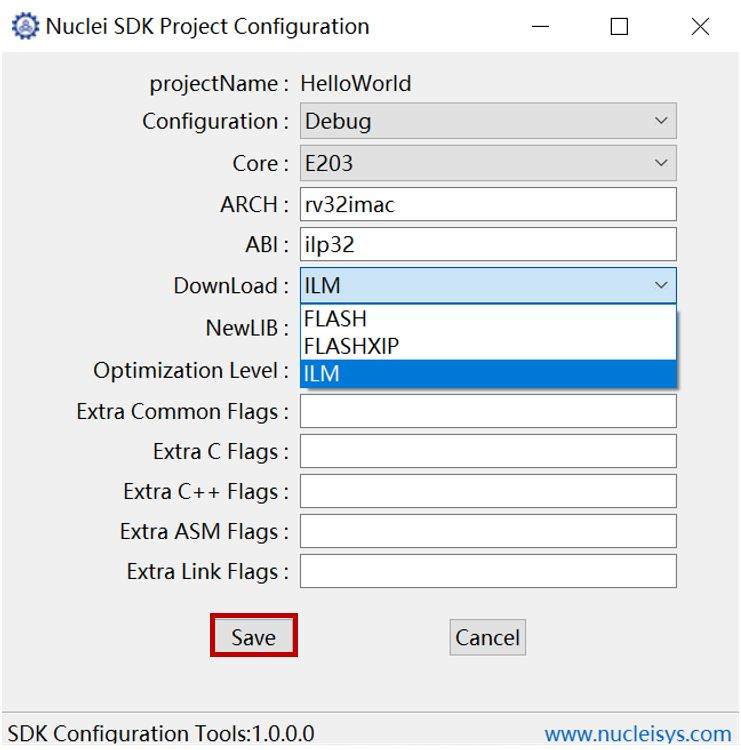 Nuclei SDK Project Configuration
projectName : HelloWorld
Configuration : Debug
Core : E203
ARCH : rv32imac
ABI : ilp32
DownLoad : ILM
NewLIB : FLASH
FLASHXIP
Optimization Level : ILM
Extra Common Flags :
Extra C Flags :
Extra C++ Flags :
Extra ASM Flags :
Extra Link Flags :
Save Cancel
SDK Configuration Tools:1.0.0.0 www.nucleisys.com